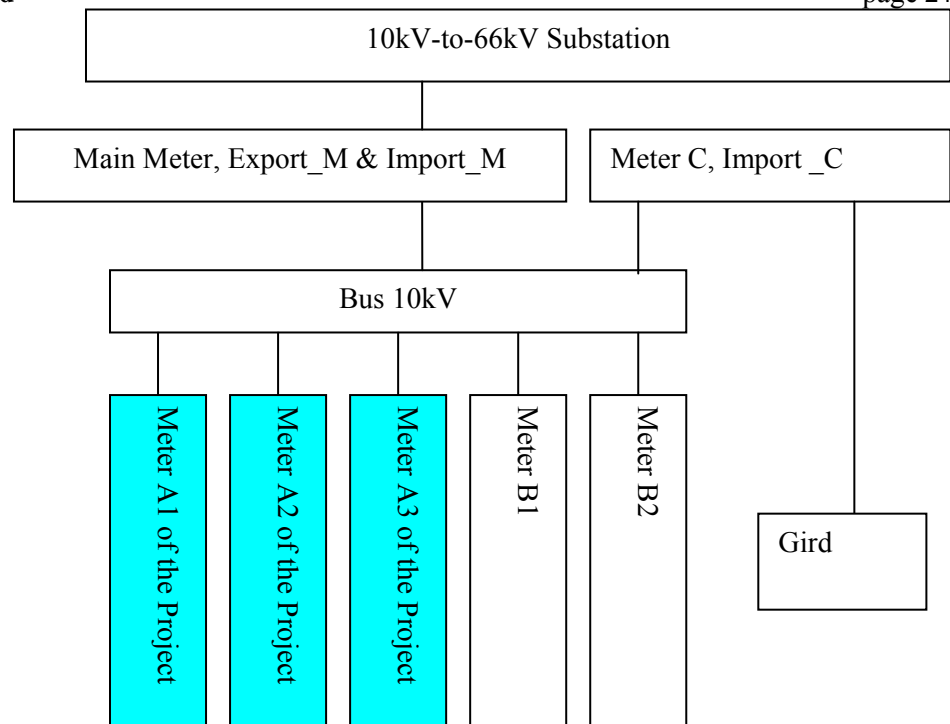 d page 24
10kV-to-66kV Substation
Main Meter, Export_M & Import_M
Meter C, Import _C
Bus 10kV
Meter A1 of the Project
Meter A2 of the Project
Meter A3 of the Project
Meter B1
Meter B2
Gird